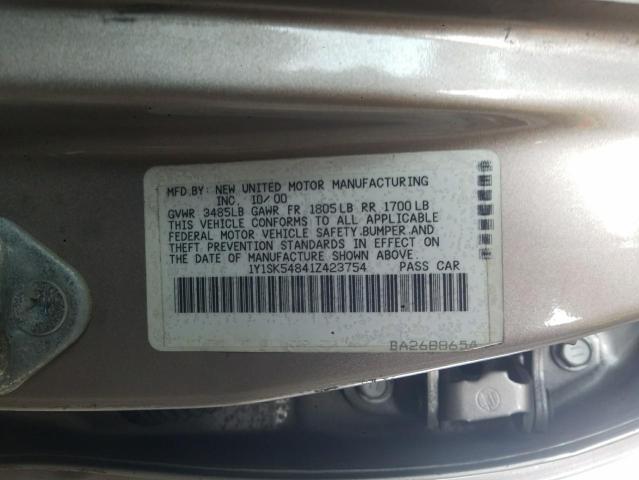 MFD.BY: NEW UNITED MOTOR MANUFACTURING
INC. 10/00
GVWR 3485LB GAWR FR 1805LB RR 1700LB
THIS VEHICLE CONFORMS TO ALL APPLICABLE
FEDERAL MOTOR VEHICLE SAFETY,BUMPER,AND
THEFT PREVENTION STANDARDS IN EFFECT ON
THE DATE OF MANUFACTURE SHOWN ABOVE.
1Y1SK54841Z423754 PASS CAR
BA268865A